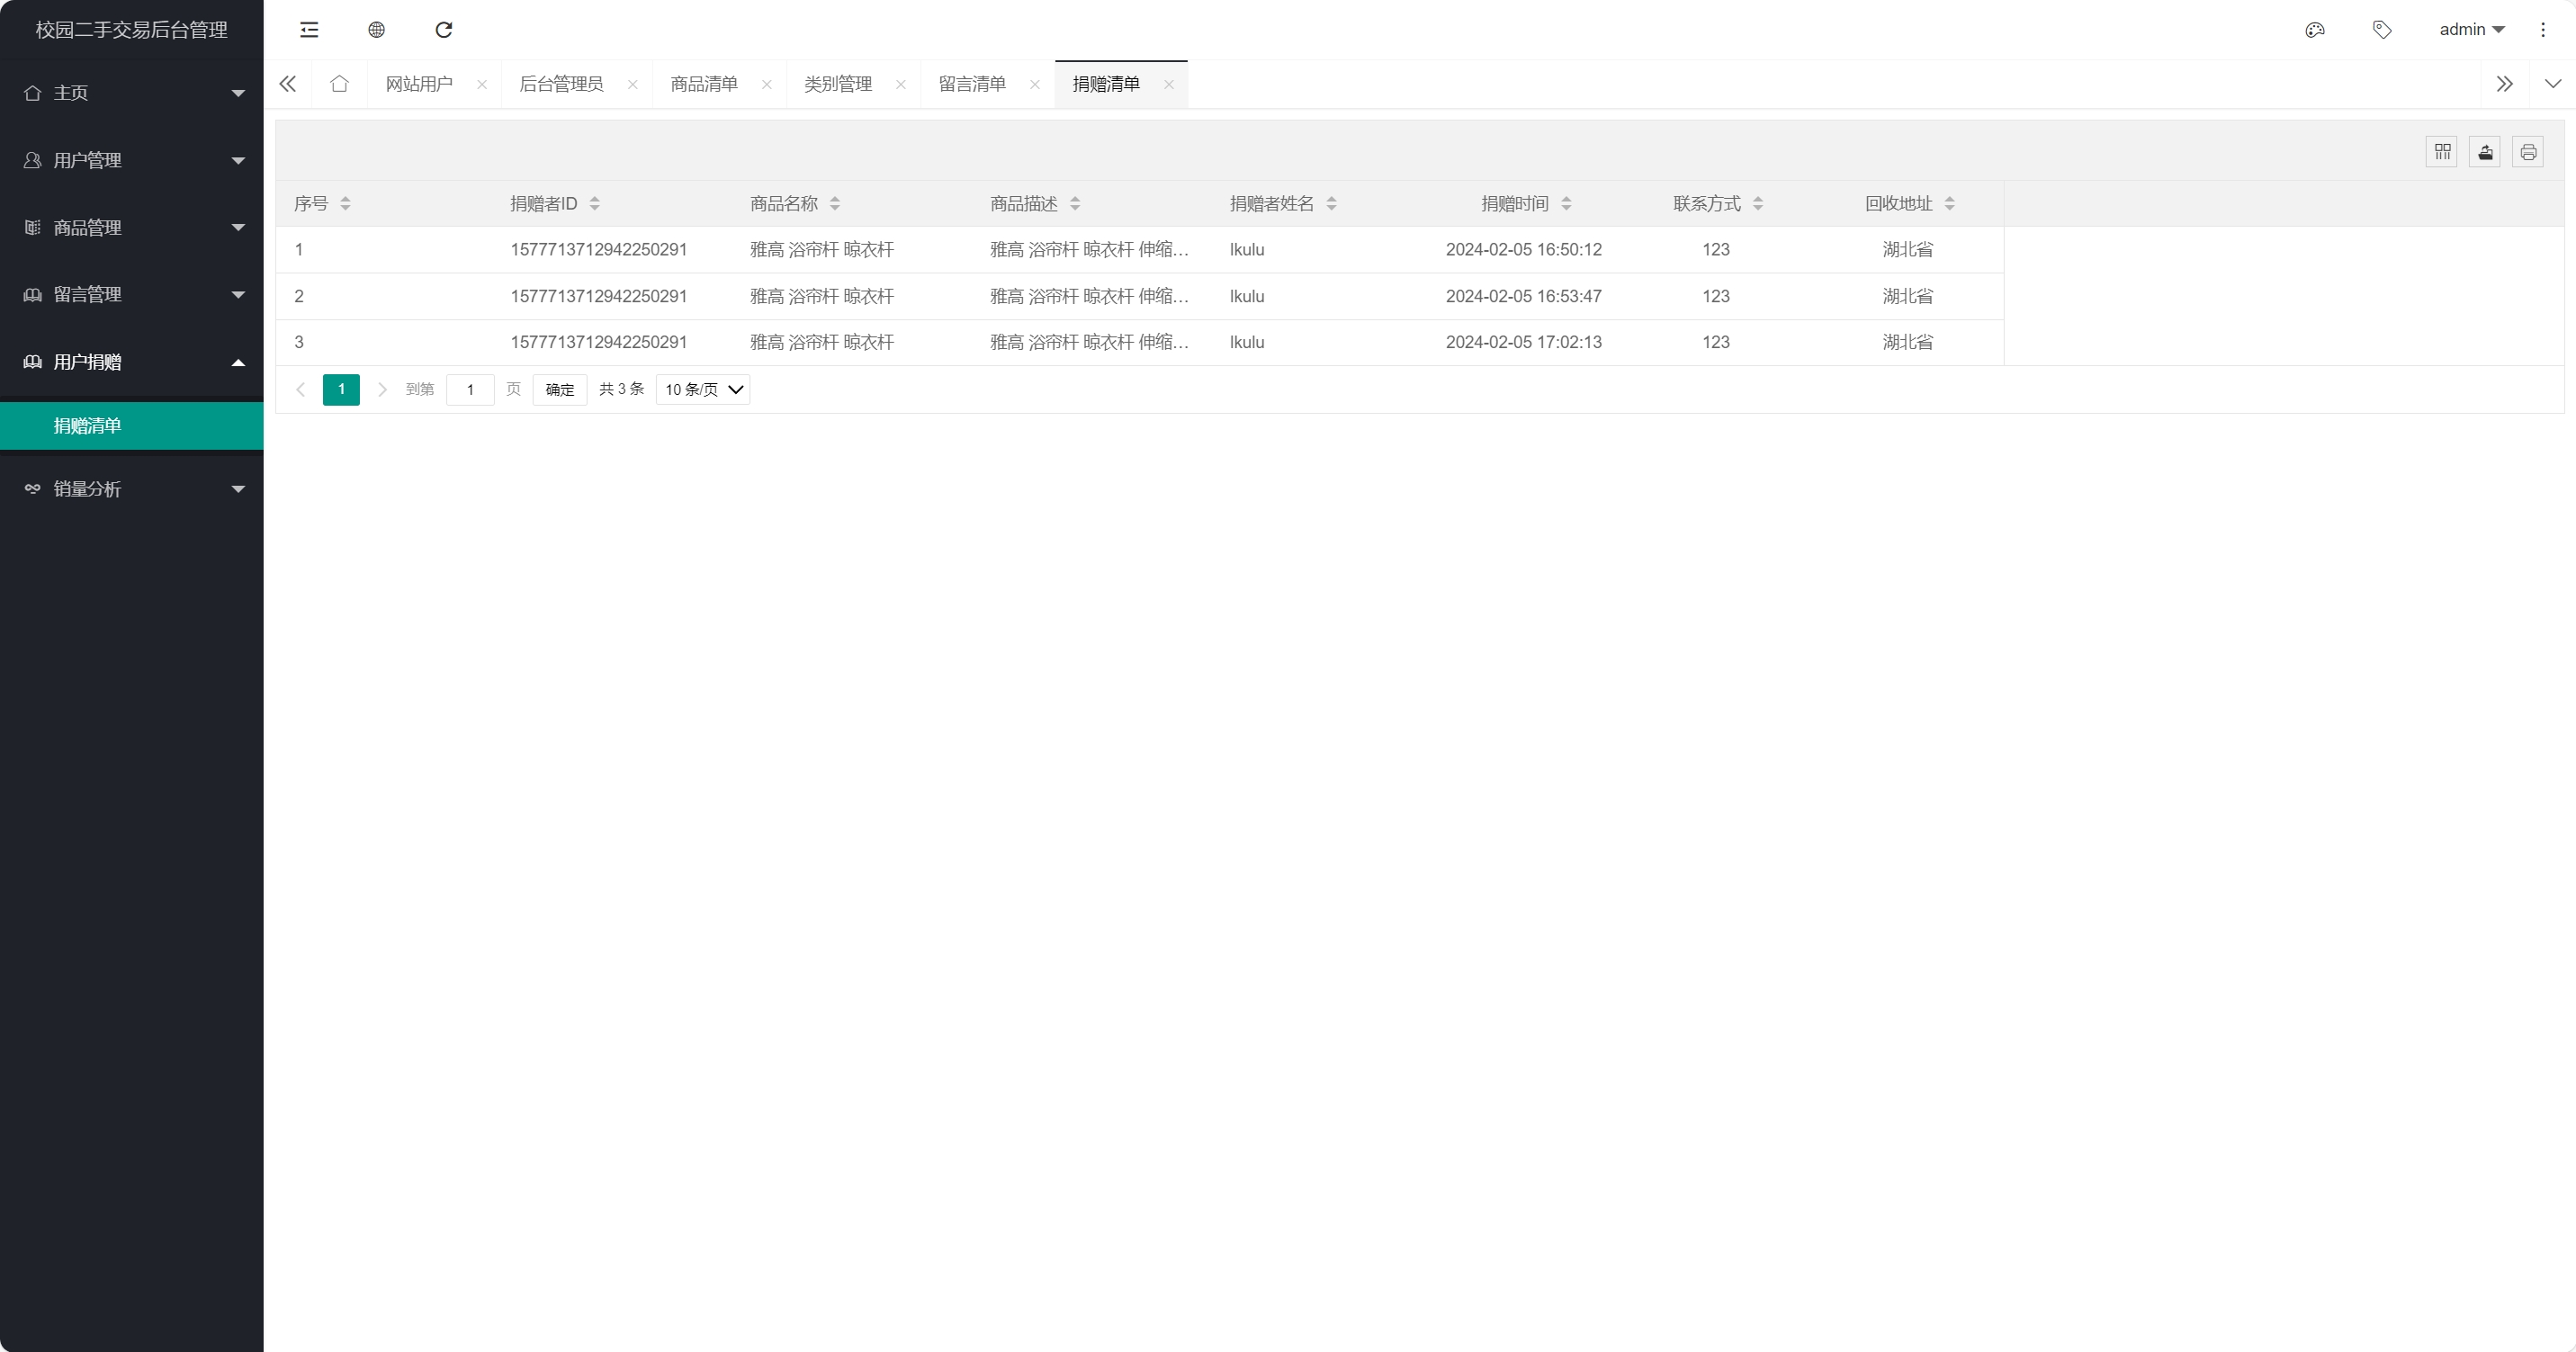 校园二手交易后台管理
admin
主页
用户管理
商品管理
留言管理
用户捐赠
捐赠清单
销量分析
网站用户 后台管理员 商品清单 类别管理 留言清单 捐赠清单
序号 捐赠者ID 商品名称 商品描述 捐赠者姓名 捐赠时间 联系方式 回收地址
1 1577713712942250291 雅高 浴帘杆 晾衣杆 雅高 浴帘杆 晾衣杆 伸缩... lkulu 2024-02-05 16:50:12 123 湖北省
2 1577713712942250291 雅高 浴帘杆 晾衣杆 雅高 浴帘杆 晾衣杆 伸缩... lkulu 2024-02-05 16:53:47 123 湖北省
3 1577713712942250291 雅高 浴帘杆 晾衣杆 雅高 浴帘杆 晾衣杆 伸缩... lkulu 2024-02-05 17:02:13 123 湖北省
1 到第 1 页 确定 共 3 条 10 条/页